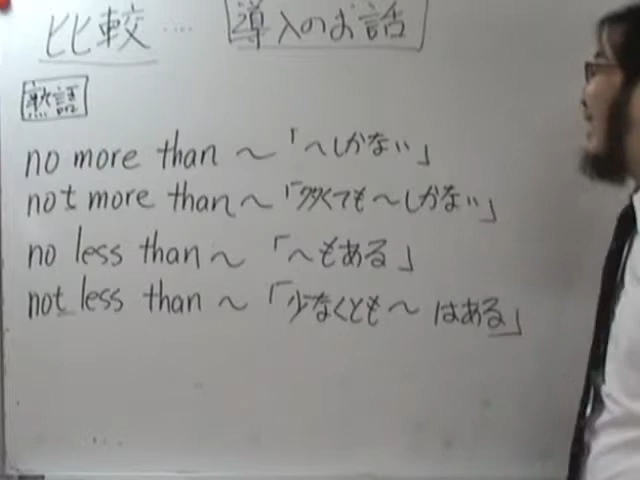 比較…. 導入のお話
熟語
no more than ～「～しかない」
not more than ～「多くても～しかない」
no less than ～「～もある」
not less than ～「少なくとも～はある」